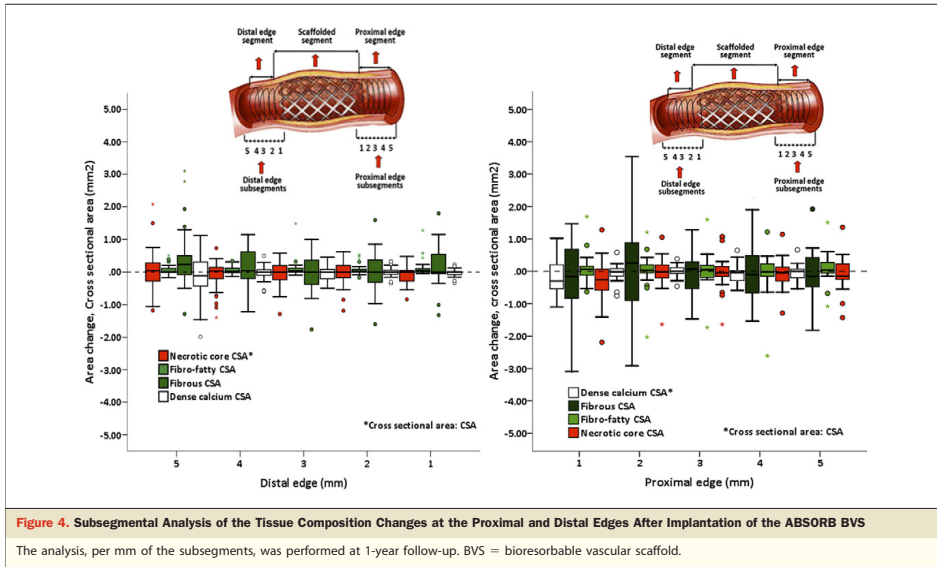 Distal edge segment
Scaffolded segment
Proximal edge segment
5 4 3 2 1
1 2 3 4 5
Distal edge subsegments
Proximal edge subsegments
Area change, Cross sectional area (mm2)
5.00
4.00
3.00
2.00
1.00
.00
-1.00
-2.00
-3.00
-4.00
-5.00
Necrotic core CSA*
Fibro-fatty CSA
Fibrous CSA
Dense calcium CSA
*Cross sectional area: CSA
5 4 3 2 1
Distal edge (mm)
Distal edge segment
Scaffolded segment
Proximal edge segment
5 4 3 2 1
1 2 3 4 5
Distal edge subsegments
Proximal edge subsegments
Area change, Cross sectional area (mm2)
5.00
4.00
3.00
2.00
1.00
.00
-1.00
-2.00
-3.00
-4.00
-5.00
Dense calcium CSA*
Fibrous CSA
Fibro-fatty CSA
Necrotic core CSA
*Cross sectional area: CSA
1 2 3 4 5
Proximal edge (mm)
Figure 4. Subsegmental Analysis of the Tissue Composition Changes at the Proximal and Distal Edges After Implantation of the ABSORB BVS
The analysis, per mm of the subsegments, was performed at 1-year follow-up. BVS = bioresorbable vascular scaffold.